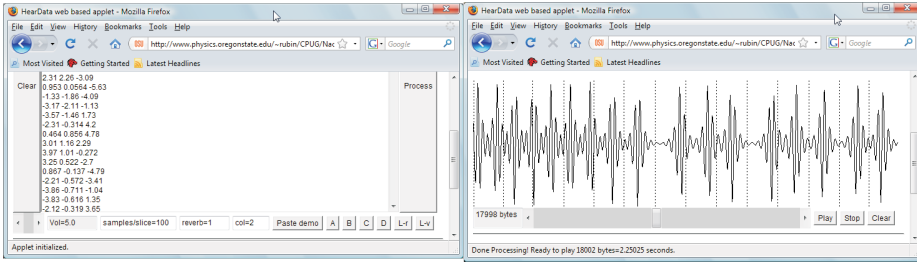 HearData web based applet - Mozilla Firefox
File Edit View History Bookmarks Tools Help
http://www.physics.oregonstate.edu/~rubin/CPUG/Nac
Google
Most Visited Getting Started Latest Headlines
Clear
Process
2.31 2.26 -3.09
0.953 0.0564 -5.63
-1.33 -1.86 -4.09
-3.17 -2.11 -1.13
-3.57 -1.46 1.73
-2.31 -0.314 4.2
0.464 0.856 4.78
3.01 1.16 2.29
3.97 1.01 -0.272
3.25 0.522 -2.7
0.867 -0.137 -4.79
-2.21 -0.572 -3.41
-3.86 -0.711 -1.04
-3.83 -0.616 1.35
-2.12 -0.319 3.65
Vol=5.0 samples/slice=100 reverb=1 col=2 Paste demo A B C D L-r L-v
Applet initialized.
HearData web based applet - Mozilla Firefox
File Edit View History Bookmarks Tools Help
http://www.physics.oregonstate.edu/~rubin/CPUG/Nac
Google
Most Visited Getting Started Latest Headlines
17998 bytes Play Stop Clear
Done Processing! Ready to play 18002 bytes=2.25025 seconds.